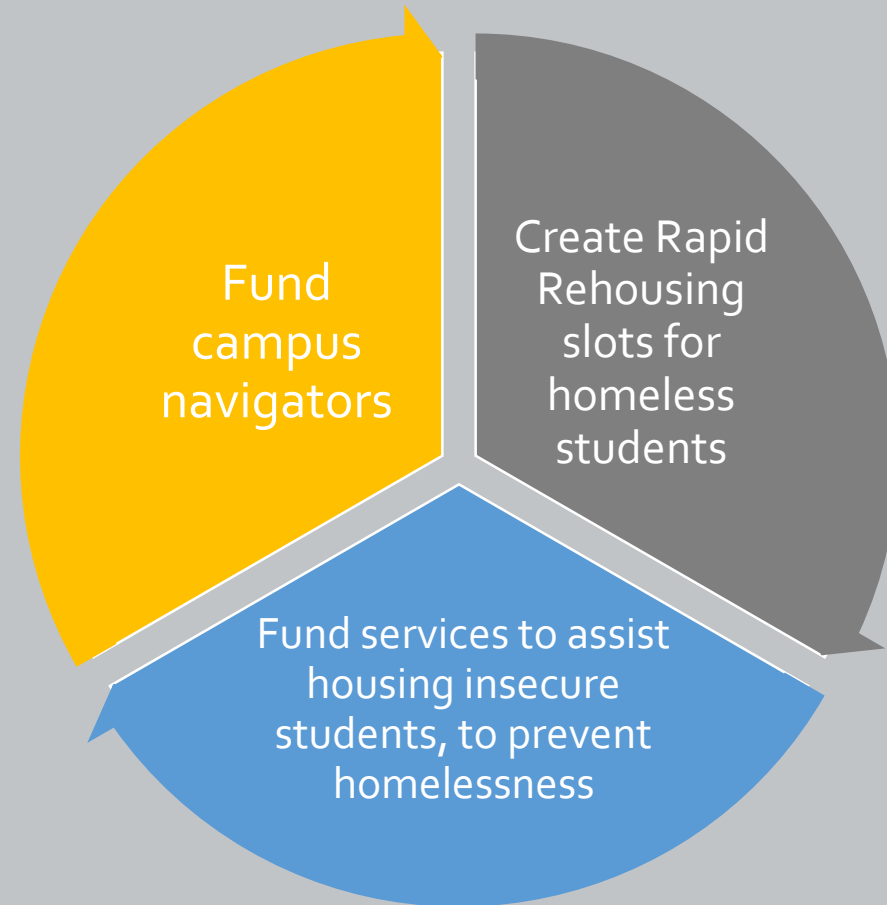 Fund
campus
navigators
Create Rapid
Rehousing
slots for
homeless
students
Fund services to assist
housing insecure
students, to prevent
homelessness